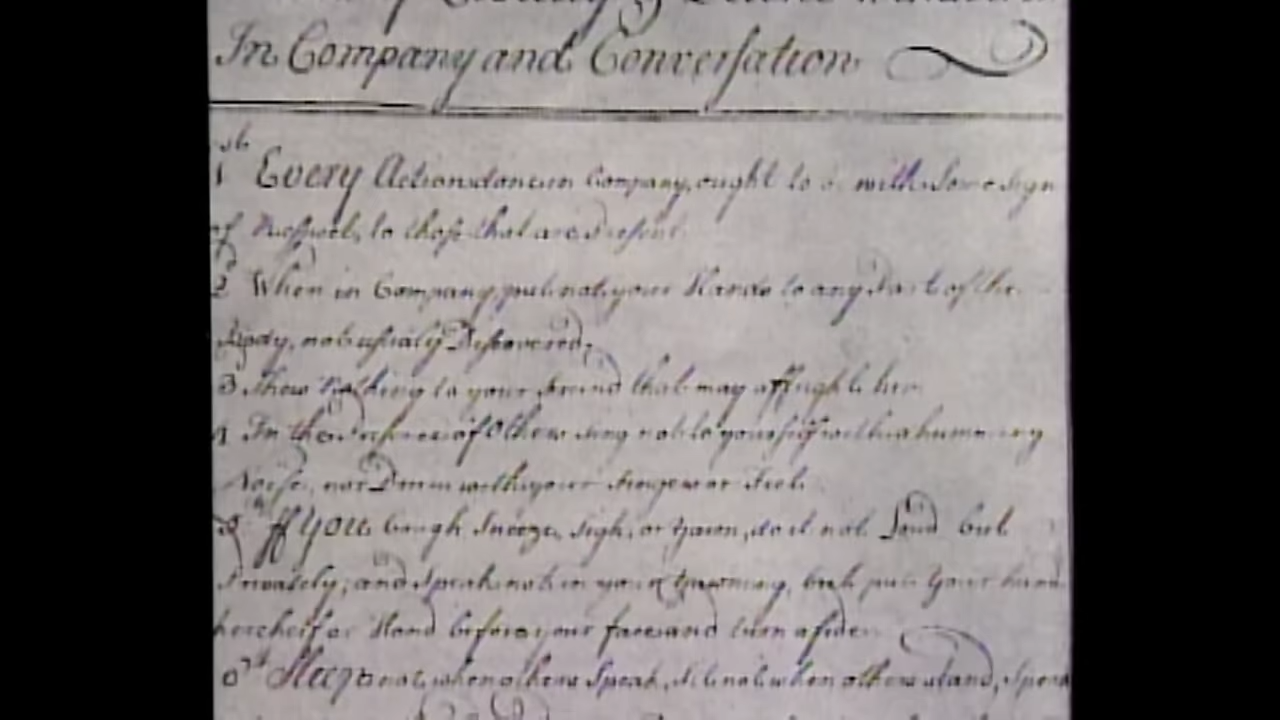 of Civility & Decent Behaviour
In Company and Conversation
1st Every Action done in Company, ought to be with Some Sign
of Respect, to those that are Present.
2d When in Company, put not your Hands to any Part of the
Body, not usualy Discovered.
3 Shew Nothing to your Friend that may affright him.
4 In the Presence of Others sing not to yourself with a humming
Noise, nor Drum with your Fingers or Feet.
5th If You Cough, Sneeze, Sigh, or Yawn, do it not Loud but
Privately; and Speak not in your Yawning, but put Your hand
kercheif or Hand before your face and turn aside.
6th Sleep not when others Speak, Sit not when others stand, Speak